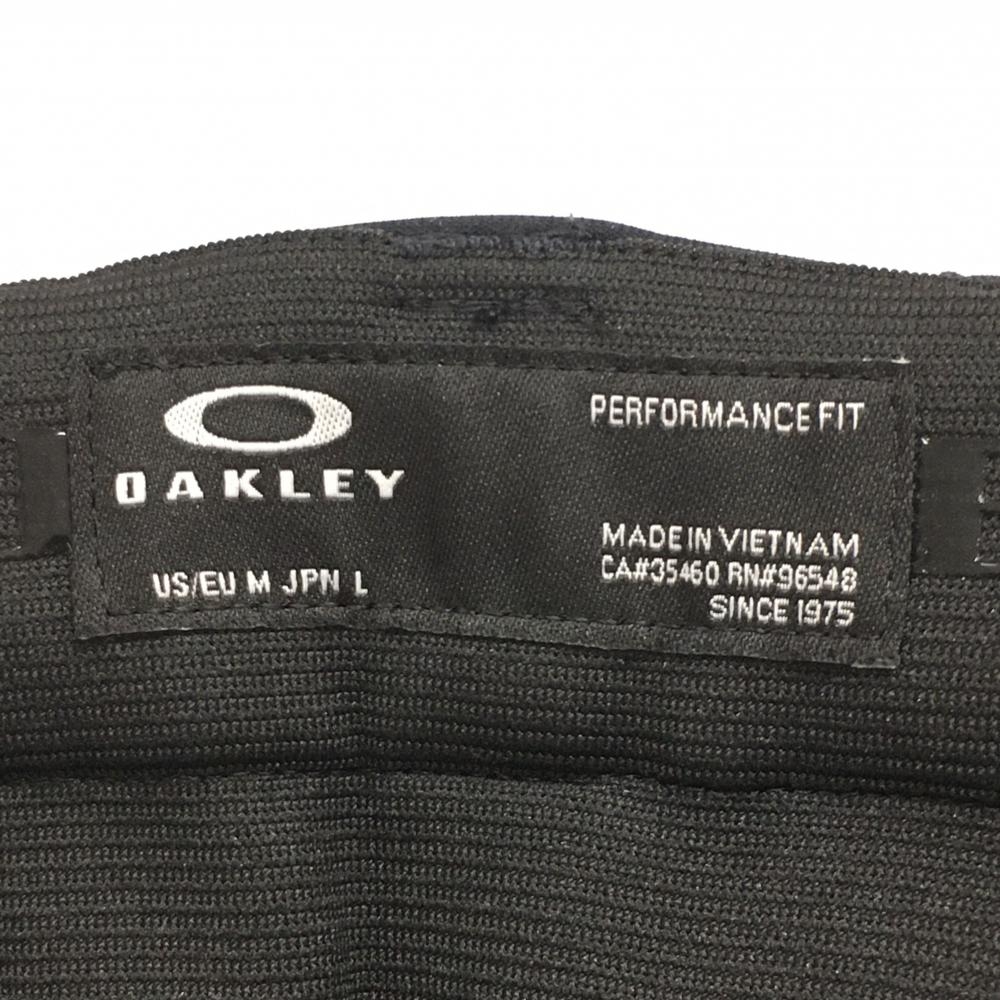 OAKLEY
US/EU M JPN L
PERFORMANCE FIT
MADE IN VIETNAM
CA#35460 RN#96548
SINCE 1975